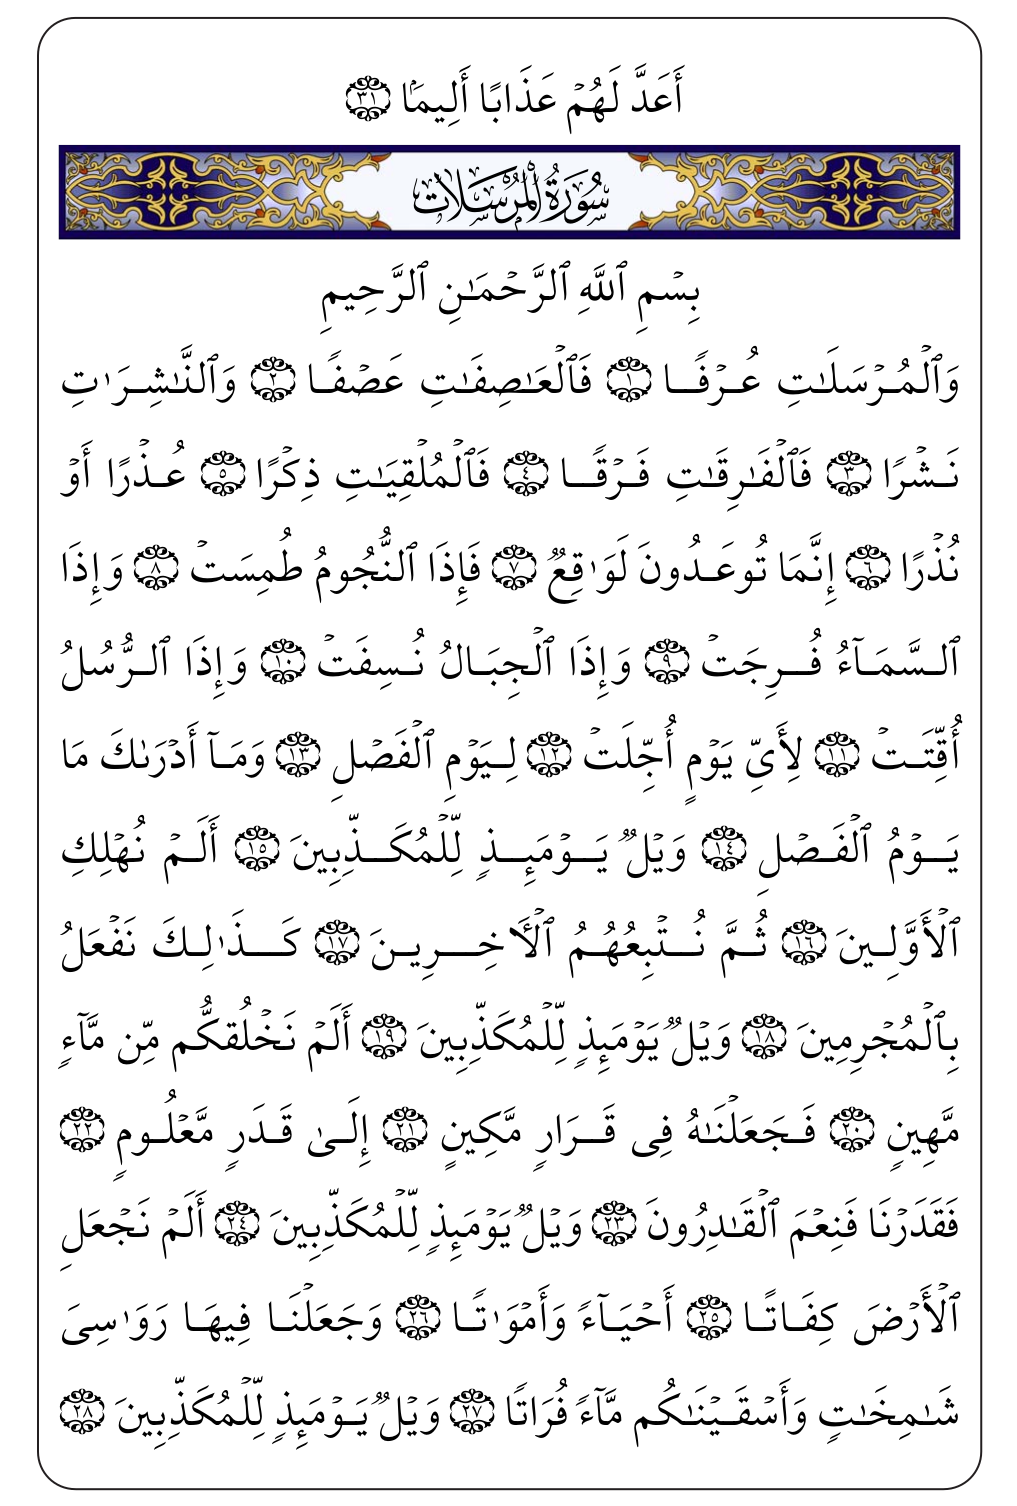 أَعَدَّ لَهُمۡ عَذَابًا أَلِيمَۢا ٣١
سُورَةُ الْمُرْسَلَات
بِسۡمِ ٱللَّهِ ٱلرَّحۡمَٰنِ ٱلرَّحِيمِ
وَٱلۡمُرۡسَلَٰتِ عُرۡفًا ١ فَٱلۡعَٰصِفَٰتِ عَصۡفًا ٢ وَٱلنَّٰشِرَٰتِ
نَشۡرًا ٣ فَٱلۡفَٰرِقَٰتِ فَرۡقًا ٤ فَٱلۡمُلۡقِيَٰتِ ذِكۡرًا ٥ عُذۡرًا أَوۡ
نُذۡرًا ٦ إِنَّمَا تُوعَدُونَ لَوَٰقِعٞ ٧ فَإِذَا ٱلنُّجُومُ طُمِسَتۡ ٨ وَإِذَا
ٱلسَّمَآءُ فُرِجَتۡ ٩ وَإِذَا ٱلۡجِبَالُ نُسِفَتۡ ١٠ وَإِذَا ٱلرُّسُلُ
أُقِّتَتۡ ١١ لِأَيِّ يَوۡمٍ أُجِّلَتۡ ١٢ لِيَوۡمِ ٱلۡفَصۡلِ ١٣ وَمَآ أَدۡرَىٰكَ مَا
يَوۡمُ ٱلۡفَصۡلِ ١٤ وَيۡلٞ يَوۡمَئِذٖ لِّلۡمُكَذِّبِينَ ١٥ أَلَمۡ نُهۡلِكِ
ٱلۡأَوَّلِينَ ١٦ ثُمَّ نُتۡبِعُهُمُ ٱلۡأٓخِرِينَ ١٧ كَذَٰلِكَ نَفۡعَلُ
بِٱلۡمُجۡرِمِينَ ١٨ وَيۡلٞ يَوۡمَئِذٖ لِّلۡمُكَذِّبِينَ ١٩ أَلَمۡ نَخۡلُقكُّم مِّن مَّآءٖ
مَّهِينٖ ٢٠ فَجَعَلۡنَٰهُ فِي قَرَارٖ مَّكِينٍ ٢١ إِلَىٰ قَدَرٖ مَّعۡلُومٖ ٢٢
فَقَدَرۡنَا فَنِعۡمَ ٱلۡقَٰدِرُونَ ٢٣ وَيۡلٞ يَوۡمَئِذٖ لِّلۡمُكَذِّبِينَ ٢٤ أَلَمۡ نَجۡعَلِ
ٱلۡأَرۡضَ كِفَاتًا ٢٥ أَحۡيَآءٗ وَأَمۡوَٰتٗا ٢٦ وَجَعَلۡنَا فِيهَا رَوَٰسِيَ
شَٰمِخَٰتٖ وَأَسۡقَيۡنَٰكُم مَّآءٗ فُرَاتٗا ٢٧ وَيۡلٞ يَوۡمَئِذٖ لِّلۡمُكَذِّبِينَ ٢٨